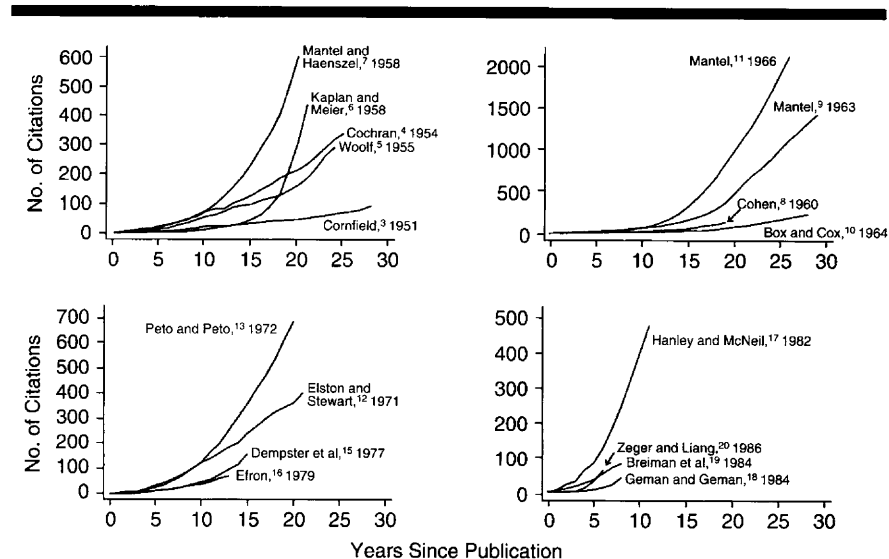 No. of Citations
600
500
400
300
200
100
0
0 5 10 15 20 25 30
Mantel and
Haenszel,7 1958
Kaplan and
Meier,6 1958
Cochran,4 1954
Woolf,5 1955
Cornfield,3 1951
2000
1500
1000
500
0
0 5 10 15 20 25 30
Mantel,11 1966
Mantel,9 1963
Cohen,8 1960
Box and Cox,10 1964
No. of Citations
700
600
500
400
300
200
100
0
0 5 10 15 20 25 30
Peto and Peto,13 1972
Elston and
Stewart,12 1971
Dempster et al,15 1977
Efron,16 1979
500
400
300
200
100
0
0 5 10 15 20 25 30
Hanley and McNeil,17 1982
Zeger and Liang,20 1986
Breiman et al,19 1984
Geman and Geman,18 1984
Years Since Publication